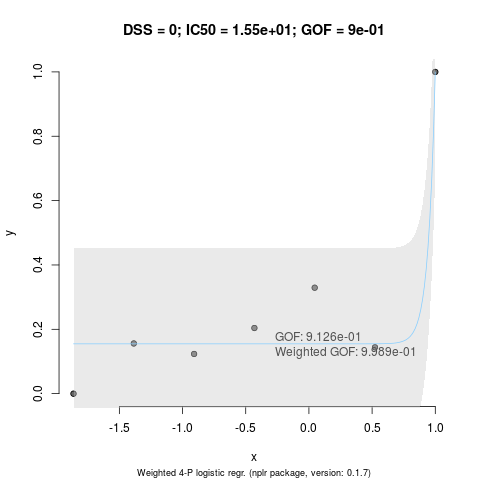 DSS = 0; IC50 = 1.55e+01; GOF = 9e-01
1.0
0.8
0.6
0.4
0.2
0.0
y
GOF: 9.126e-01
Weighted GOF: 9.989e-01
-1.5 -1.0 -0.5 0.0 0.5 1.0
x
Weighted 4-P logistic regr. (nplr package, version: 0.1.7)